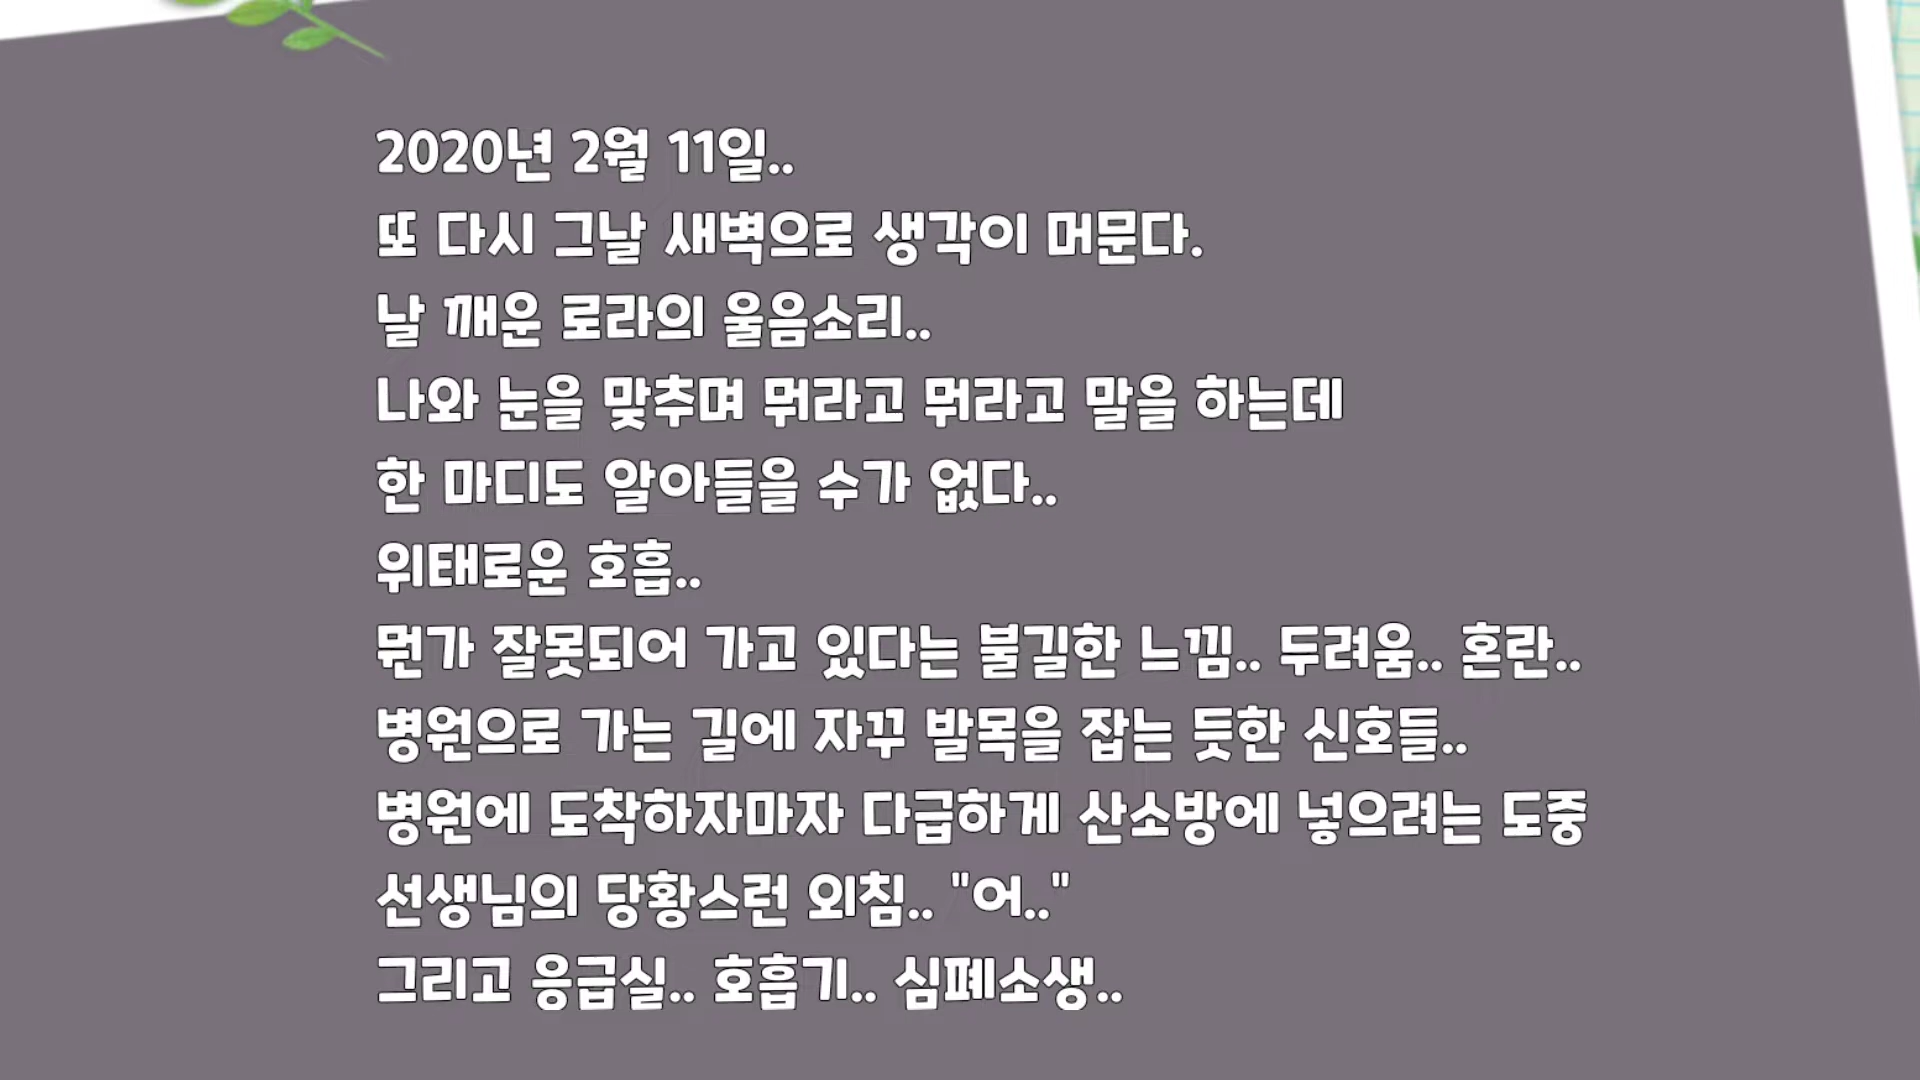 2020년 2월 11일..
또 다시 그날 새벽으로 생각이 머문다.
날 깨운 로라의 울음소리..
나와 눈을 맞추며 뭐라고 뭐라고 말을 하는데
한 마디도 알아들을 수가 없다..
위태로운 호흡..
뭔가 잘못되어 가고 있다는 불길한 느낌.. 두려움.. 혼란..
병원으로 가는 길에 자꾸 발목을 잡는 듯한 신호들..
병원에 도착하자마자 다급하게 산소방에 넣으려는 도중
선생님의 당황스런 외침.. "어.."
그리고 응급실.. 호흡기.. 심폐소생..